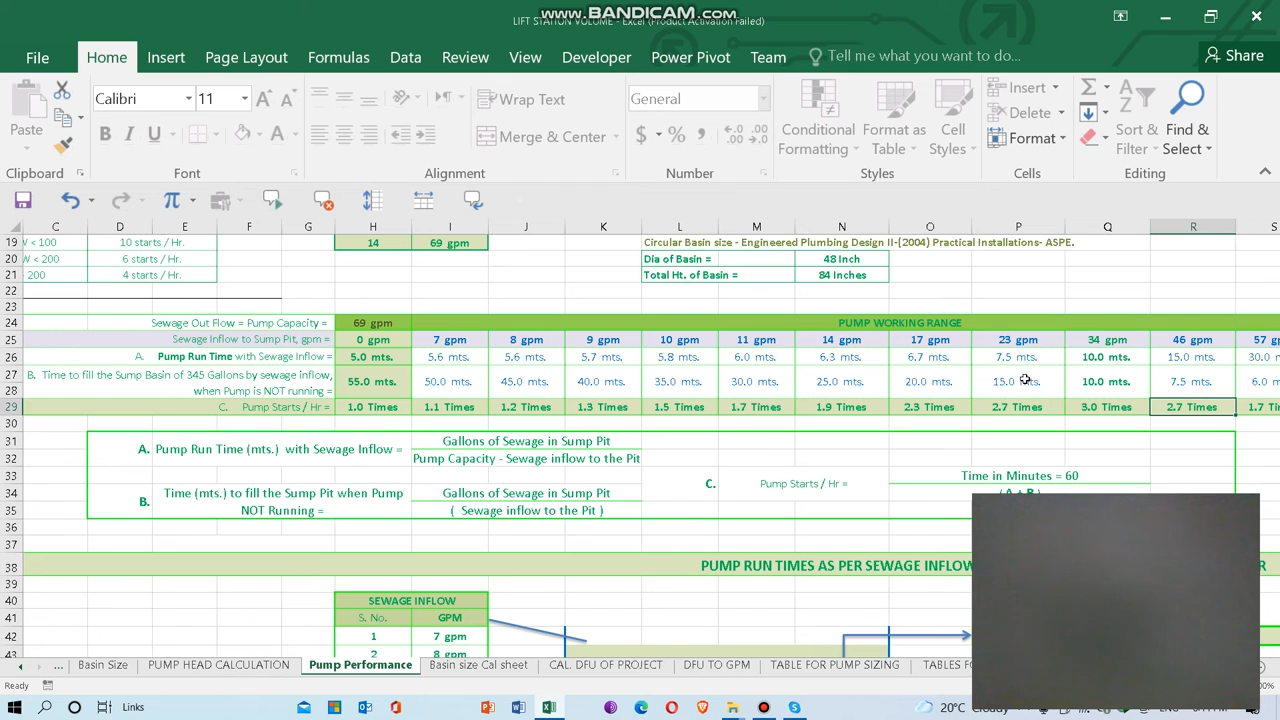 www.BANDICAM.com
LIFT STATION VOLUME - Excel (Product Activation Failed)
File Home Insert Page Layout Formulas Data Review View Developer Power Pivot Team Tell me what you want to do... Share
Paste
Calibri 11
B I U
A A A
Wrap Text
Merge & Center
General
$ % ,
Conditional Formatting
Format as Table
Cell Styles
Insert
Delete
Format
Sort & Filter
Find & Select
Clipboard Font Alignment Number Styles Cells Editing
C D E F G H I J K L M N O P Q R S
19 W < 100 10 starts / Hr. 14 69 gpm Circular Basin size - Engineered Plumbing Design II-(2004) Practical Installations- ASPE.
20 W < 200 6 starts / Hr. Dia of Basin = 48 Inch
21 200 4 starts / Hr. Total Ht. of Basin = 84 Inches
22
23
24 Sewage Out Flow = Pump Capacity = 69 gpm PUMP WORKING RANGE
25 Sewage Inflow to Sump Pit, gpm = 0 gpm 7 gpm 8 gpm 9 gpm 10 gpm 11 gpm 14 gpm 17 gpm 23 gpm 34 gpm 46 gpm 57 g
26 A. Pump Run Time with Sewage Inflow = 5.0 mts. 5.6 mts. 5.6 mts. 5.7 mts. 5.8 mts. 6.0 mts. 6.3 mts. 6.7 mts. 7.5 mts. 10.0 mts. 15.0 mts. 30.0 m
27 B. Time to fill the Sump Basin of 345 Gallons by sewage inflow,
28 when Pump is NOT running = 55.0 mts. 50.0 mts. 45.0 mts. 40.0 mts. 35.0 mts. 30.0 mts. 25.0 mts. 20.0 mts. 15.0 mts. 10.0 mts. 7.5 mts. 6.0 m
29 C. Pump Starts / Hr = 1.0 Times 1.1 Times 1.2 Times 1.3 Times 1.5 Times 1.7 Times 1.9 Times 2.3 Times 2.7 Times 3.0 Times 2.7 Times 1.7 T
30
31 Gallons of Sewage in Sump Pit
A. Pump Run Time (mts.) with Sewage Inflow =
32 Pump Capacity - Sewage inflow to the Pit
33 Time in Minutes = 60
C. Pump Starts / Hr =
34 Time (mts.) to fill the Sump Pit when Pump Gallons of Sewage in Sump Pit ( A + B )
B.
35 NOT Running = ( Sewage inflow to the Pit )
36
37
38 PUMP RUN TIMES AS PER SEWAGE INFLOW
39
40 SEWAGE INFLOW
41 S. No. GPM
42 1 7 gpm
43 2 8 gpm
... Basin Size PUMP HEAD CALCULATION Pump Performance Basin size Cal sheet CAL. DFU OF PROJECT DFU TO GPM TABLE FOR PUMP SIZING TABLES
Ready
Links
20°C Cloudy